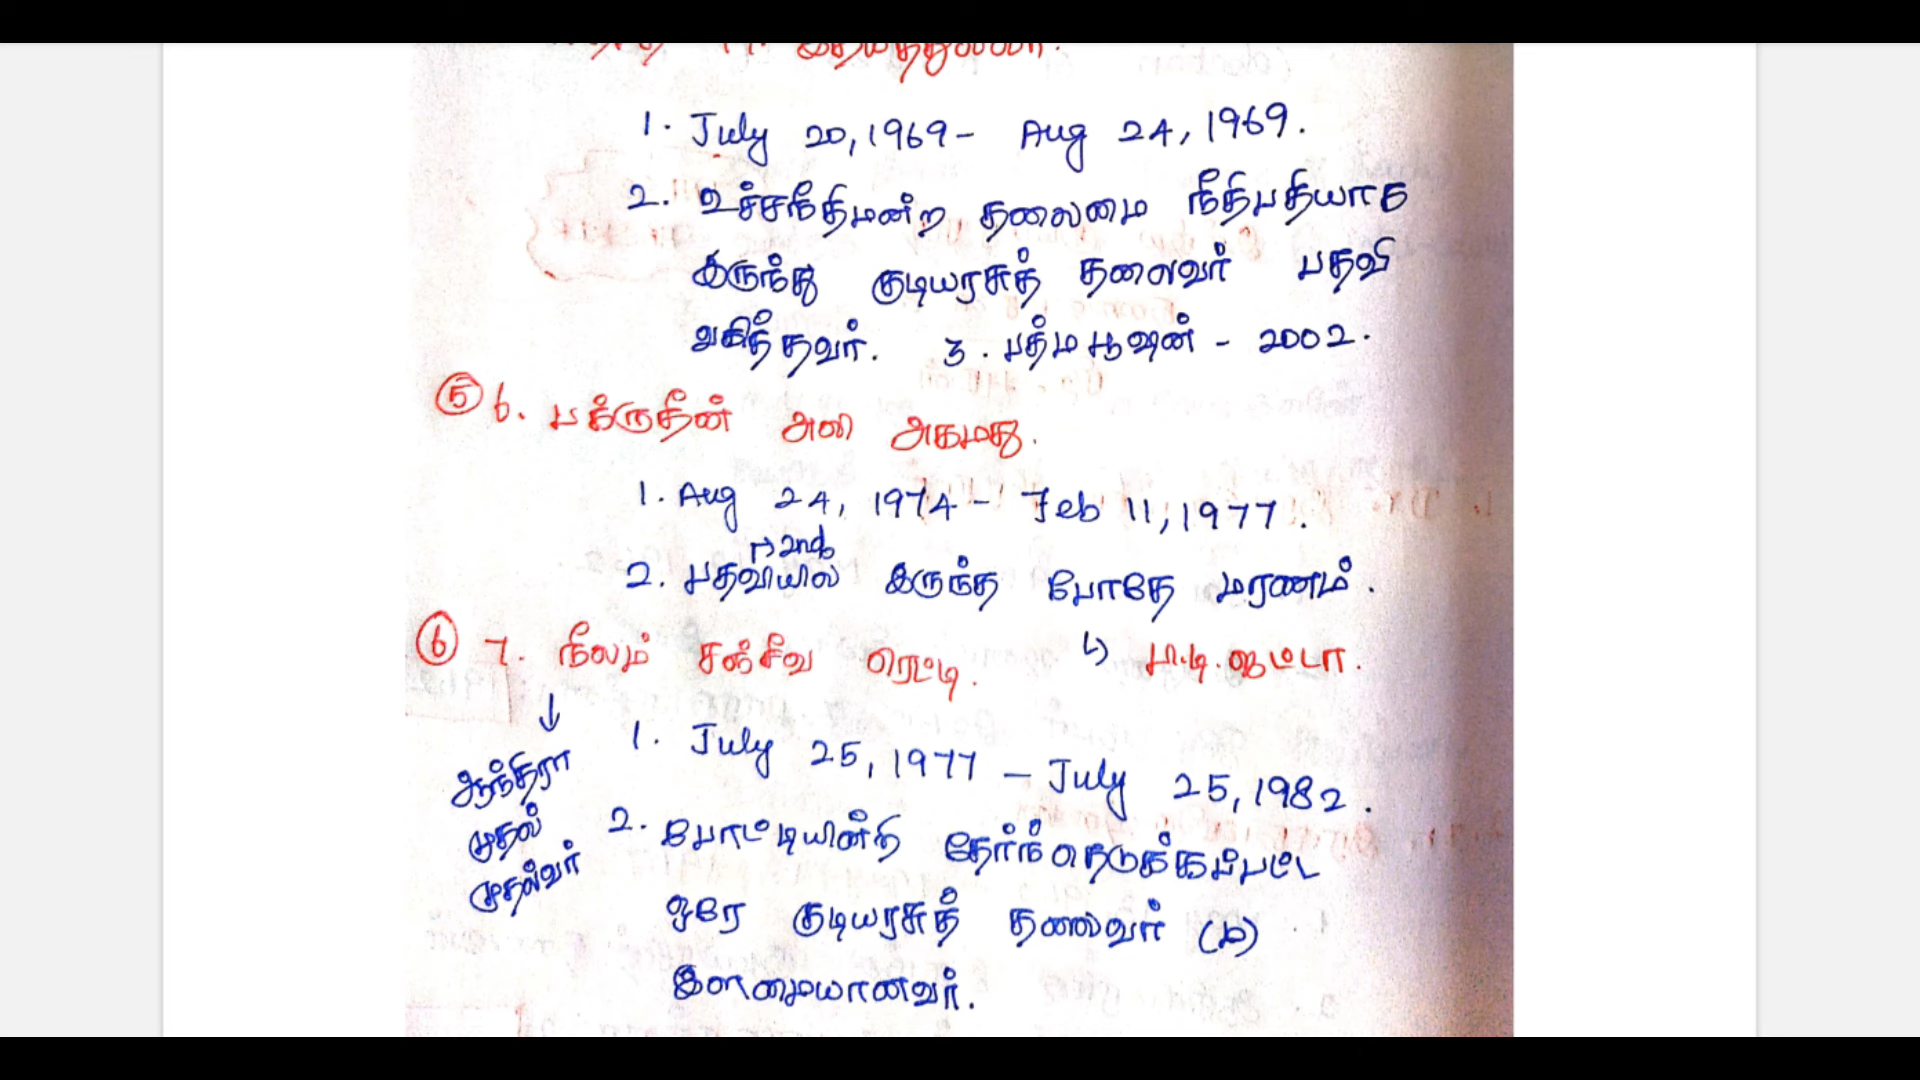 இதயத்துல்லா.
1. July 20, 1969 - Aug 24, 1969.
2. உச்சநீதிமன்ற தலைமை நீதிபதியாக
இருந்து குடியரசுத் தலைவர் பதவி
வகித்தவர். 3. பத்ம பூஷன் - 2002.
⑤ 6. பக்ருதீன் அலி அகமது.
1. Aug 24, 1974 - Feb 11, 1977.
↱ 2nd
2. பதவியில் இருந்த போதே மரணம்.
⑥ 7. நீலம் சஞ்சீவ ரெட்டி. ↳ பி.டி. ஜட்டா.
↓
1. July 25, 1977 - July 25, 1982.
ஆந்திரா
முதல்
முதல்வர்
2. போட்டியின்றி தேர்ந்தெடுக்கப்பட்ட
ஒரே குடியரசுத் தலைவர் (ம)
இளமையானவர்.